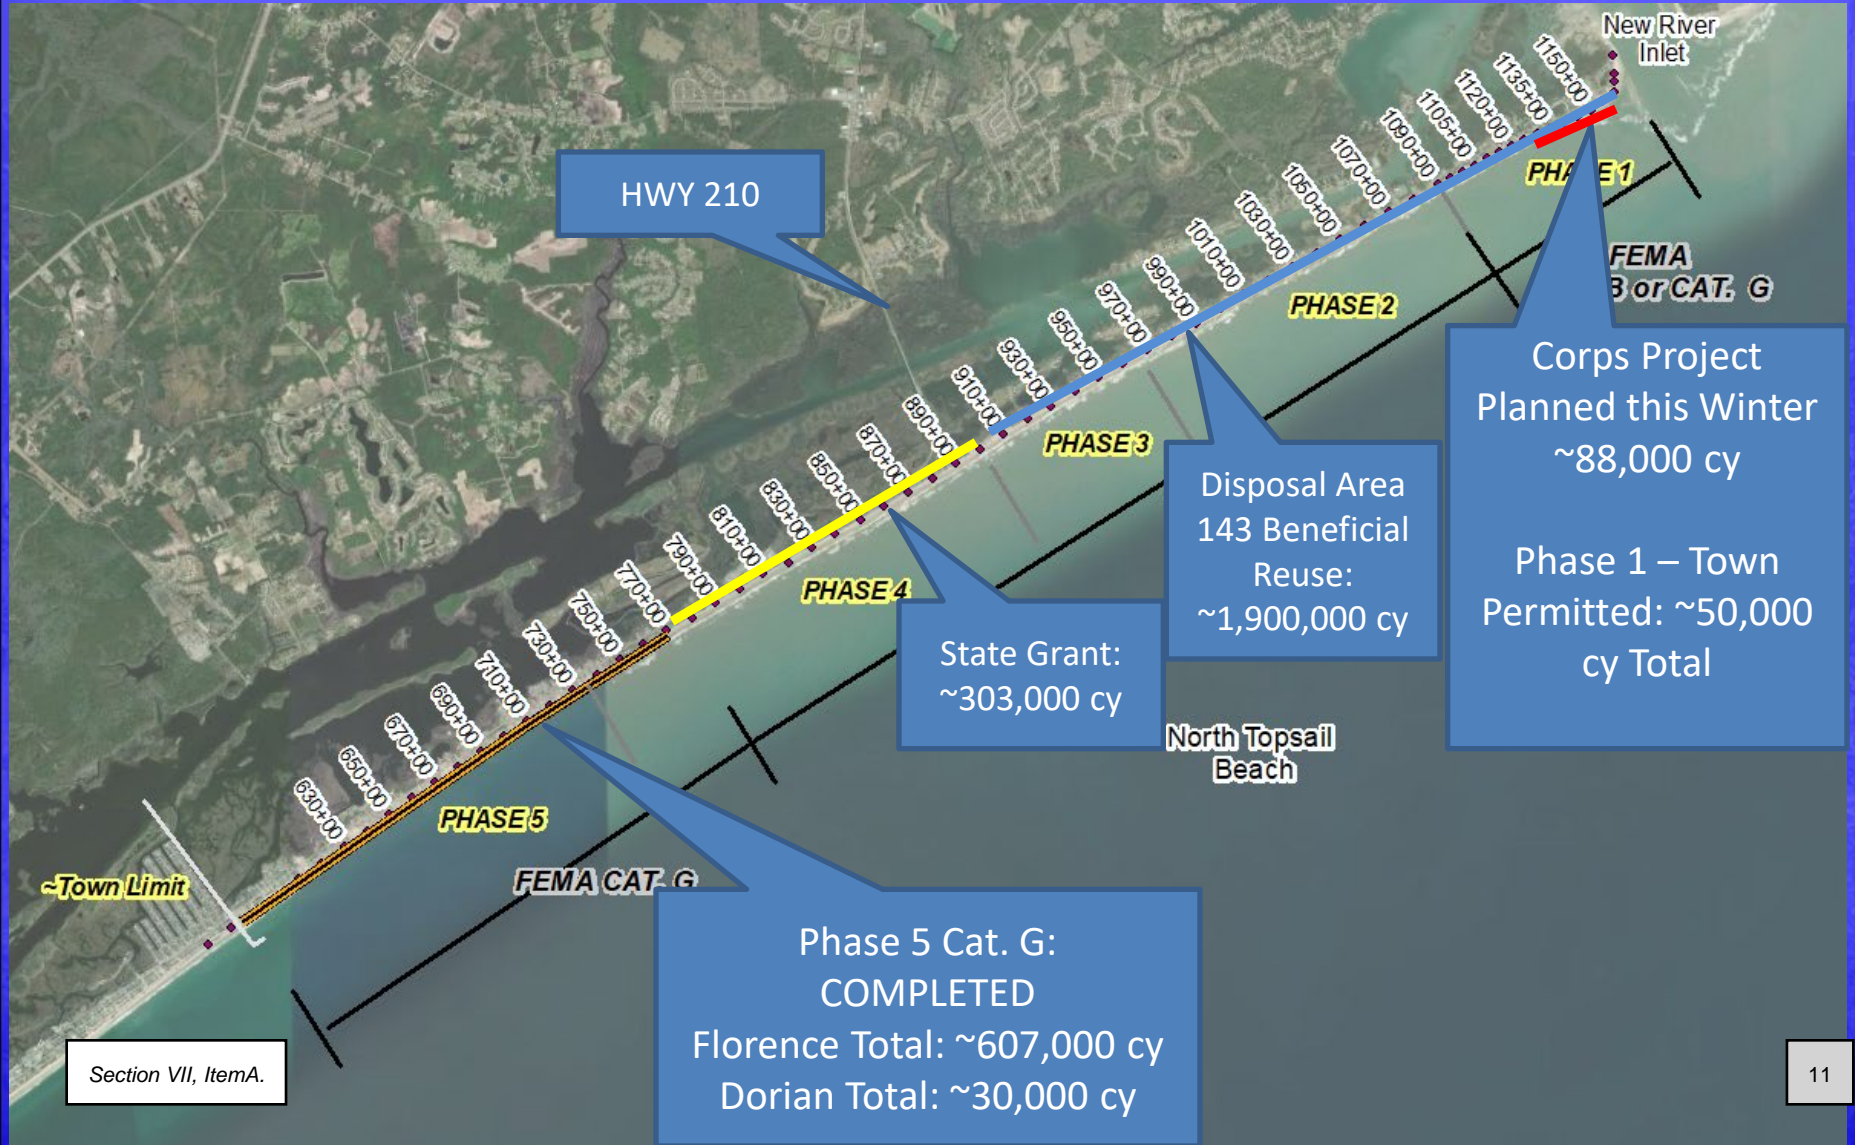 New River
Inlet
1150+00
1135+00
1120+00
1105+00
1090+00
1070+00
1050+00
1030+00
1010+00
990+00
970+00
950+00
930+00
910+00
890+00
870+00
850+00
830+00
810+00
790+00
770+00
750+00
730+00
710+00
690+00
670+00
650+00
630+00
HWY 210
PHASE 1
FEMA
B or CAT. G
PHASE 2
PHASE 3
PHASE 4
PHASE 5
~Town Limit
FEMA CAT. G
North Topsail
Beach
Corps Project
Planned this Winter
~88,000 cy
Phase 1 – Town
Permitted: ~50,000
cy Total
Disposal Area
143 Beneficial
Reuse:
~1,900,000 cy
State Grant:
~303,000 cy
Phase 5 Cat. G:
COMPLETED
Florence Total: ~607,000 cy
Dorian Total: ~30,000 cy
Section VII, ItemA.
11